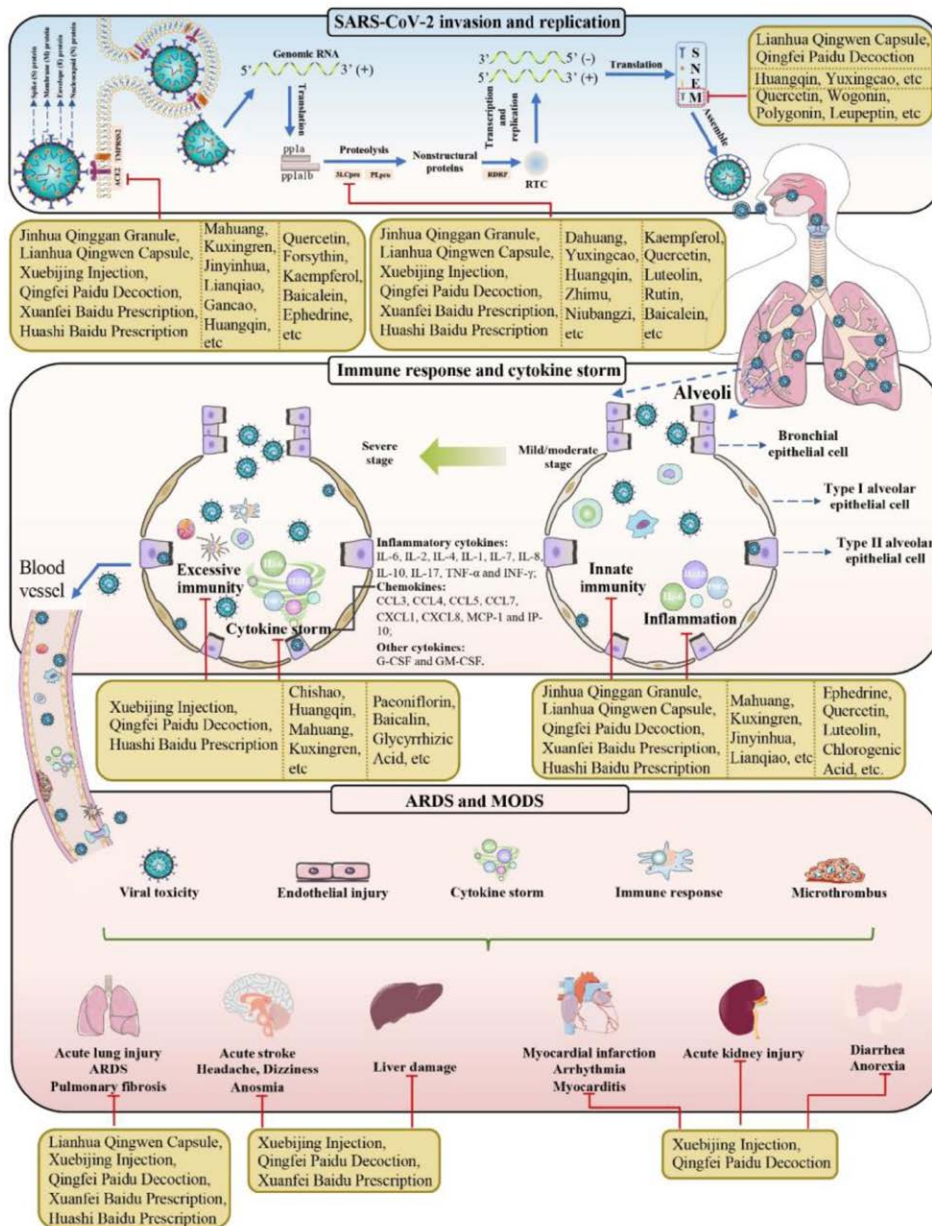 SARS-CoV-2 invasion and replication
Spike (S) protein
Membrane (M) protein
Envelope (E) protein
Nucleocapsid (N) protein
ACE2
TMPRSS2
Genomic RNA
5'
3' (+)
Translation
pp1a
pp1a1b
Proteolysis
3LCpro
PLpro
Nonstructural
proteins
Transcription
and
replication
RDRP
RTC
3'
5' (-)
5'
3' (+)
Translation
S
N
E
M
Assemble
Lianhua Qingwen Capsule,
Qingfei Paidu Decoction
Huangqin, Yuxingcao, etc
Quercetin, Wogonin,
Polygonin, Leupeptin, etc
Jinhua Qinggan Granule,
Lianhua Qingwen Capsule,
Xuebijing Injection,
Qingfei Paidu Decoction,
Xuanfei Baidu Prescription,
Huashi Baidu Prescription
Mahuang,
Kuxingren,
Jinyinhua,
Lianqiao,
Gancao,
Huangqin,
etc
Quercetin,
Forsythin,
Kaempferol,
Baicalein,
Ephedrine,
etc
Jinhua Qinggan Granule,
Lianhua Qingwen Capsule,
Xuebijing Injection,
Qingfei Paidu Decoction,
Xuanfei Baidu Prescription,
Huashi Baidu Prescription
Dahuang,
Yuxingcao,
Huangqin,
Zhimu,
Niubangzi,
etc
Kaempferol,
Quercetin,
Luteolin,
Rutin,
Baicalein,
etc
Immune response and cytokine storm
Alveoli
Severe
stage
Mild/moderate
stage
Bronchial
epithelial cell
Type I alveolar
epithelial cell
Type II alveolar
epithelial cell
Blood
vessel
Excessive
immunity
Cytokine storm
IL-6
Inflammatory cytokines:
IL-6, IL-2, IL-4, IL-1, IL-7, IL-8,
IL-10, IL-17, TNF-α and INF-γ;
Chemokines:
CCL3, CCL4, CCL5, CCL7,
CXCL1, CXCL8, MCP-1 and IP-
10;
Other cytokines:
G-CSF and GM-CSF.
Innate
immunity
IL-6
Inflammation
Xuebijing Injection,
Qingfei Paidu Decoction,
Huashi Baidu Prescription
Chishao,
Huangqin,
Mahuang,
Kuxingren,
etc
Paeoniflorin,
Baicalin,
Glycyrrhizic
Acid, etc
Jinhua Qinggan Granule,
Lianhua Qingwen Capsule,
Qingfei Paidu Decoction,
Xuanfei Baidu Prescription,
Huashi Baidu Prescription
Mahuang,
Kuxingren,
Jinyinhua,
Lianqiao, etc
Ephedrine,
Quercetin,
Luteolin,
Chlorogenic
Acid, etc.
ARDS and MODS
Viral toxicity
Endothelial injury
Cytokine storm
Immune response
Microthrombus
Acute lung injury
ARDS
Pulmonary fibrosis
Acute stroke
Headache, Dizziness
Anosmia
Liver damage
Myocardial infarction
Arrhythmia
Myocarditis
Acute kidney injury
Diarrhea
Anorexia
Lianhua Qingwen Capsule,
Xuebijing Injection,
Qingfei Paidu Decoction,
Xuanfei Baidu Prescription,
Huashi Baidu Prescription
Xuebijing Injection,
Qingfei Paidu Decoction,
Xuanfei Baidu Prescription
Xuebijing Injection,
Qingfei Paidu Decoction